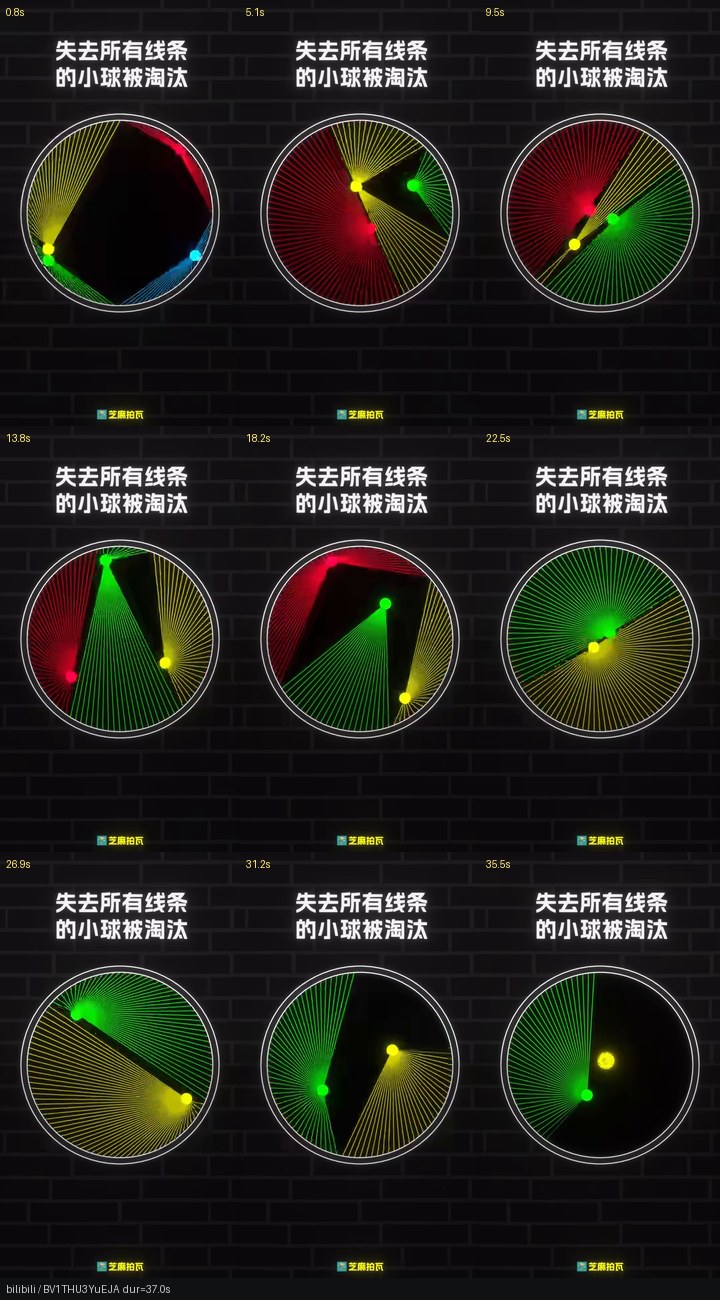 0.8s
5.1s
9.5s
失去所有线条
的小球被淘汰
失去所有线条
的小球被淘汰
失去所有线条
的小球被淘汰
芝麻拍瓦
芝麻拍瓦
芝麻拍瓦
13.8s
18.2s
22.5s
失去所有线条
的小球被淘汰
失去所有线条
的小球被淘汰
失去所有线条
的小球被淘汰
芝麻拍瓦
芝麻拍瓦
芝麻拍瓦
26.9s
31.2s
35.5s
失去所有线条
的小球被淘汰
失去所有线条
的小球被淘汰
失去所有线条
的小球被淘汰
芝麻拍瓦
芝麻拍瓦
芝麻拍瓦
bilibili / BV1THU3YuEJA dur=37.0s